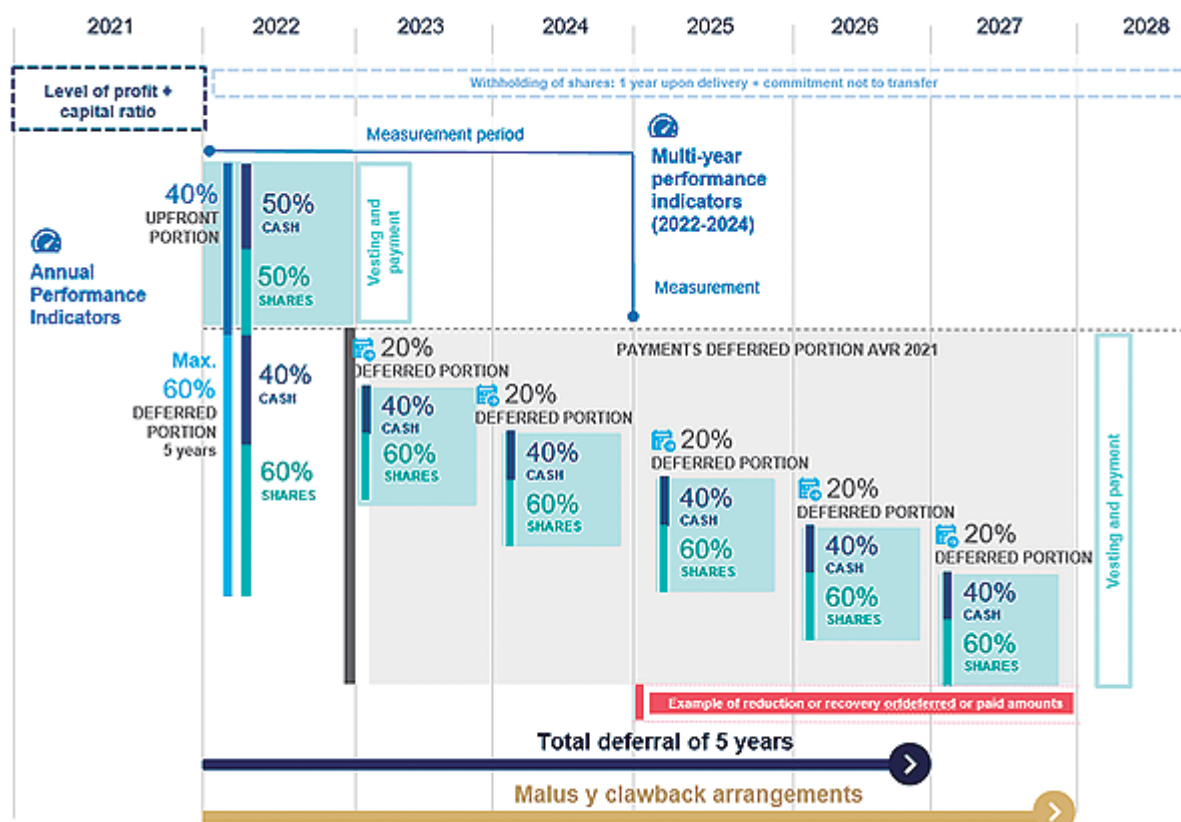 2021 2022 2023 2024 2025 2026 2027 2028
Level of profit +
capital ratio
Withholding of shares: 1 year upon delivery + commitment not to transfer
Measurement period
Multi-year
performance
indicators
(2022-2024)
Measurement
40%
UPFRONT
PORTION
50%
CASH
50%
SHARES
Vesting and
payment
Annual
Performance
Indicators
Max.
60%
DEFERRED
PORTION
5 years
40%
CASH
60%
SHARES
PAYMENTS DEFERRED PORTION AVR 2021
20%
DEFERRED PORTION
40%
CASH
60%
SHARES
20%
DEFERRED PORTION
40%
CASH
60%
SHARES
20%
DEFERRED PORTION
40%
CASH
60%
SHARES
20%
DEFERRED PORTION
40%
CASH
60%
SHARES
20%
DEFERRED PORTION
40%
CASH
60%
SHARES
Vesting and payment
Example of reduction or recovery orldeferred or paid amounts
Total deferral of 5 years
Malus y clawback arrangements